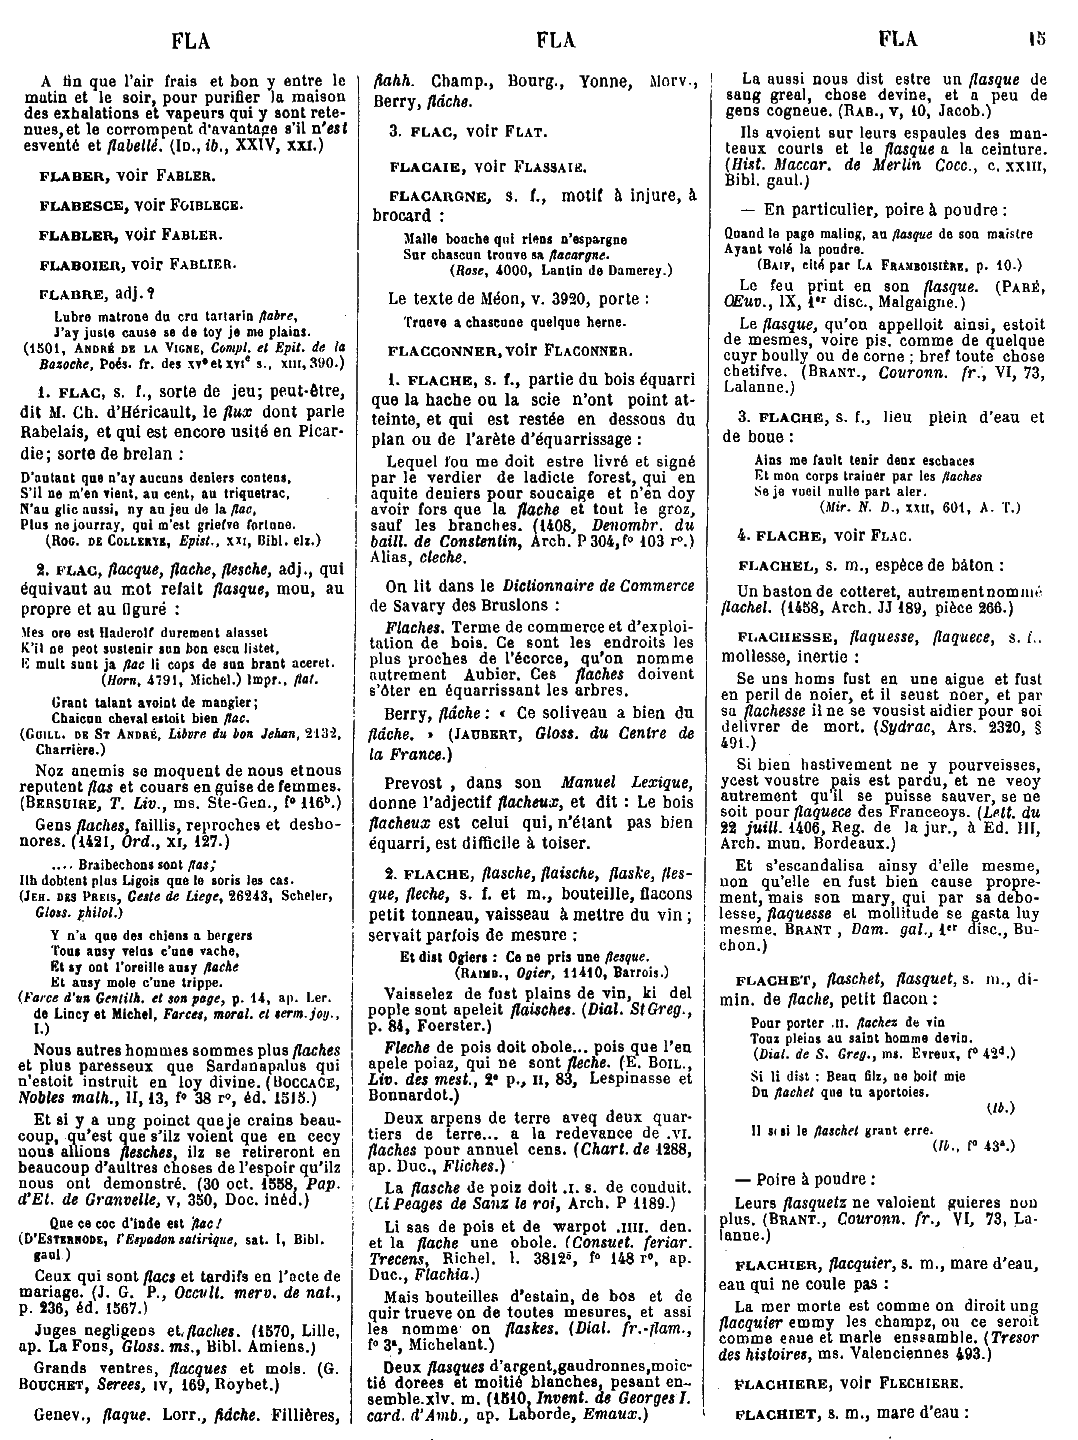 FLA
FLA
FLA 15
A fin que l'air frais et bon y entre le
matin et le soir, pour purifier la maison
des exhalations et vapeurs qui y sont rete-
nues, et le corrompent d'avantage s'il n'est
esventé et flabellé. (ID., ib., XXIV, XXI.)
FLABER, voir FABLER.
FLABESCE, voir FOIBLECE.
FLABLER, voir FABLER.
FLABOIER, voir FABLIER.
FLABRE, adj. ?
Lubre matrone du cru tartarin flabre,
J'ay juste cause se de toy je me plains.
(1501, ANDRÉ DE LA VIGNE, Compl. et Epit. de la
Bazoche, Poés. fr. des XVe et XVIe s., XIII, 390.)
1. FLAC, s. f., sorte de jeu; peut-être,
dit M. Ch. d'Héricault, le flux dont parle
Rabelais, et qui est encore usité en Picar-
die; sorte de brelan :
D'autant que n'ay aucuns deniers contens,
S'il ne m'en vient, au cent, au triquetrac,
N'au glic aussi, ny au jeu de la flac,
Plus ne jourray, qui m'est griefve fortune.
(ROG. DE COLLERYE, Epist., XXI, Bibl. elz.)
2. FLAC, flacque, flache, flesche, adj., qui
équivaut au mot refait flasque, mou, au
propre et au figuré :
Mes ore est Haderolf durement alasset
K'il ne peot sustenir sun bon escu listet,
E mult sunt ja flac li cops de sun brant aceret.
(Horn, 4791, Michel.) Impr., flat.
Grant talant avoint de mangier;
Chaicun cheval estoit bien flac.
(GUILL. DE ST ANDRÉ, Libvre du bon Jehan, 2132,
Charrière.)
Noz anemis se moquent de nous et nous
reputent flas et couars en guise de femmes.
(BERSUIRE, T. Liv., ms. Ste-Gen., fo 116b.)
Gens flaches, faillis, reproches et desho-
nores. (1421, Ord., XI, 127.)
.... Braibechons sont flas;
Ilh dobtent plus Ligois que le soris les cas.
(JEH. DES PREIS, Geste de Liege, 26243, Scheler,
Gloss. philol.)
Y n'a que des chiens a bergers
Tous ausy velus c'une vache,
Et sy ont l'oreille ausy flache
Et ausy mole c'une trippe.
(Farce d'un Gentilh. et son page, p. 14, ap. Ler.
de Lincy et Michel, Farces, moral. et serm. joy.,
I.)
Nous autres hommes sommes plus flaches
et plus paresseux que Sardanapalus qui
n'estoit instruit en loy divine. (BOCCACE,
Nobles malh., II, 13, fo 38 ro, éd. 1515.)
Et si y a ung poinct que je crains beau-
coup, qu'est que s'ilz voient que en cecy
nous allions flesches, ilz se retireront en
beaucoup d'aultres choses de l'espoir qu'ilz
nous ont demonstré. (30 oct. 1558, Pap.
d'Et. de Granvelle, V, 350, Doc. inéd.)
Que ce coc d'inde est flac!
(D'ESTERNODE, l'Espadon satirique, sat. I, Bibl.
gaul.)
Ceux qui sont flacs et tardifs en l'acte de
mariage. (J. G. P., Occult. merv. de nat.,
p. 236, éd. 1567.)
Juges negligens et flaches. (1570, Lille,
ap. La Fons, Gloss. ms., Bibl. Amiens.)
Grands ventres, flacques et mols. (G.
BOUCHET, Serees, IV, 169, Roybet.)
Genev., flaque. Lorr., flâche. Fillières,
flahh. Champ., Bourg., Yonne, Morv.,
Berry, flâche.
3. FLAC, voir FLAT.
FLACAIE, voir FLASSAIE.
FLACARGNE, s. f., motif à injure, à
brocard :
Malle bouche qui riens n'espargne
Sur chascun trouve sa flacargne.
(Rose, 4000, Lantin de Damerey.)
Le texte de Méon, v. 3920, porte :
Trueve a chascune quelque herne.
FLACCONNER, voir FLACONNER.
1. FLACHE, s. f., partie du bois équarri
que la hache ou la scie n'ont point at-
teinte, et qui est restée en dessous du
plan ou de l'arête d'équarrissage :
Lequel l'ou me doit estre livré et signé
par le verdier de ladicte forest, qui en
aquite deniers pour soucaige et n'en doy
avoir fors que la flache et tout le groz,
sauf les branches. (1408, Denombr. du
baill. de Constentin, Arch. P 304, fo 103 ro.)
Alias, cleche.
On lit dans le Dictionnaire de Commerce
de Savary des Bruslons :
Flaches. Terme de commerce et d'exploi-
tation de bois. Ce sont les endroits les
plus proches de l'écorce, qu'on nomme
autrement Aubier. Ces flaches doivent
s'ôter en équarrissant les arbres.
Berry, flâche : « Ce soliveau a bien du
flâche. » (JAUBERT, Gloss. du Centre de
la France.)
Prevost, dans son Manuel Lexique,
donne l'adjectif flacheux, et dit : Le bois
flacheux est celui qui, n'étant pas bien
équarri, est difficile à toiser.
2. FLACHE, flasche, flaische, flaske, fles-
que, fleche, s. f. et m., bouteille, flacons
petit tonneau, vaisseau à mettre du vin;
servait parfois de mesure :
Et dist Ogiers : Ce ne pris une flesque.
(RAIMB., Ogier, 11410, Barrois.)
Vaisselez de fust plains de vin, ki del
pople sont apeleit flaisches. (Dial. St Greg.,
p. 84, Foerster.)
Fleche de pois doit obole... pois que l'en
apele poiaz, qui ne sont fleche. (E. BOIL.,
Liv. des mest., 2e p., II, 83, Lespinasse et
Bonnardot.)
Deux arpens de terre aveq deux quar-
tiers de terre... a la redevance de .VI.
flaches pour annuel cens. (Chart. de 1288,
ap. Duc., Fliches.)
La flasche de poiz doit .I. s. de conduit.
(Li Peages de Sanz le roi, Arch. P 1189.)
Li sas de pois et de warpot .IIII. den.
et la flache une obole. (Consuet. feriar.
Trecens, Richel. l. 38125, fo 148 ro, ap.
Duc., Flachia.)
Mais bouteilles d'estain, de bos et de
quir trueve on de toutes mesures, et assi
les nomme on flaskes. (Dial. fr.-flam.,
fo 3a, Michelant.)
Deux flasques d'argent, gaudronnes, moic-
tié dorees et moitié blanches, pesant en-
semble.xlv. m. (1510, Invent. de Georges I.
card. d'Amb., ap. Laborde, Emaux.)
La aussi nous dist estre un flasque de
sang greal, chose devine, et a peu de
gens cogneue. (RAB., V, 10, Jacob.)
Ils avoient sur leurs espaules des man-
teaux courts et le flasque a la ceinture.
(Hist. Maccar. de Merlin Cocc., c. XXIII,
Bibl. gaul.)
— En particulier, poire à poudre :
Quand le page maling, au flasque de son maistre
Ayant volé la poudre.
(BAIF, cité par LA FRAMBOISIÈRE, p. 10.)
Le feu print en son flasque. (PARÉ,
Œuv., IX, 1er disc., Malgaigne.)
Le flasque, qu'on appelloit ainsi, estoit
de mesmes, voire pis. comme de quelque
cuyr boully ou de corne; bref toute chose
chetifve. (BRANT., Couronn. fr., VI, 73,
Lalanne.)
3. FLACHE, s. f., lieu plein d'eau et
de boue :
Ains me fault tenir deux eschaces
Et mon corps trainer par les flaches
Se je vueil nulle part aler.
(Mir. N. D., XXII, 601, A. T.)
4. FLACHE, voir FLAC.
FLACHEL, s. m., espèce de bâton :
Un baston de cotteret, autrement nommé
flachel. (1458, Arch. JJ 189, pièce 266.)
FLACHESSE, flaquesse, flaquece, s. f.,
mollesse, inertie :
Se uns homs fust en une aigue et fust
en peril de noier, et il seust noer, et par
sa flachesse il ne se vousist aidier pour soi
delivrer de mort. (Sydrac, Ars. 2320, §
491.)
Si bien hastivement ne y pourveises,
ycest voustre pais est pardu, et ne veoy
autrement qu'il se puisse sauver, se ne
soit pour flaquece des Franceoys. (Lett. du
22 juill. 1406, Reg. de la jur., à Ed. III,
Arch. mun. Bordeaux.)
Et s'escandalisa ainsy d'elle mesme,
non qu'elle en fust bien cause propre-
ment, mais son mary, qui par sa debo-
lesse, flaquesse et mollitude se gasta luy
mesme. BRANT, Dam. gal., 1er disc., Bu-
chon.)
FLACHET, flaschet, flasquet, s. m., di-
min. de flache, petit flacon :
Pour porter .II. flachez de vin
Touz pleins au saint homme devin.
(Dial. de S. Greg., ms. Evreux, fo 42d.)
Si li dist : Beau filz, ne boif mie
Du flachet que tu aportoies.
(Ib.)
Il s'isi le flaschet grant erre.
(Ib., fo 43a.)
— Poire à poudre :
Leurs flasquetz ne valoient guieres non
plus. (BRANT., Couronn. fr., VI, 73, La-
lanne.)
FLACHIER, flacquier, s. m., mare d'eau,
eau qui ne coule pas :
La mer morte est comme on diroit ung
flacquier emmy les champz, ou ce seroit
comme eaue et marle enssamble. (Tresor
des histoires, ms. Valenciennes 493.)
FLACHIERE, voir FLECHIERE.
FLACHIET, s. m., mare d'eau :